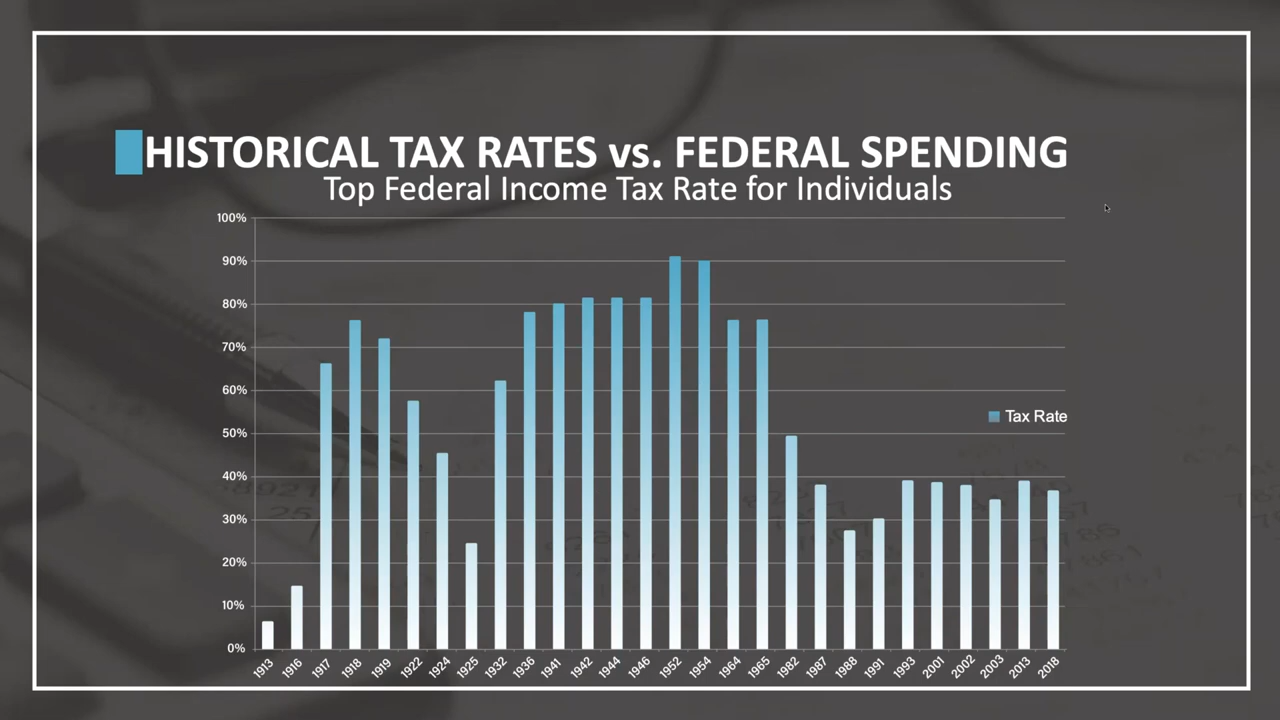 HISTORICAL TAX RATES vs. FEDERAL SPENDING
Top Federal Income Tax Rate for Individuals
100%
90%
80%
70%
60%
50%
40%
30%
20%
10%
0%
Tax Rate
1913 1916 1917 1918 1919 1922 1924 1925 1932 1936 1941 1942 1944 1946 1952 1954 1964 1965 1982 1987 1988 1991 1993 2001 2002 2003 2013 2018